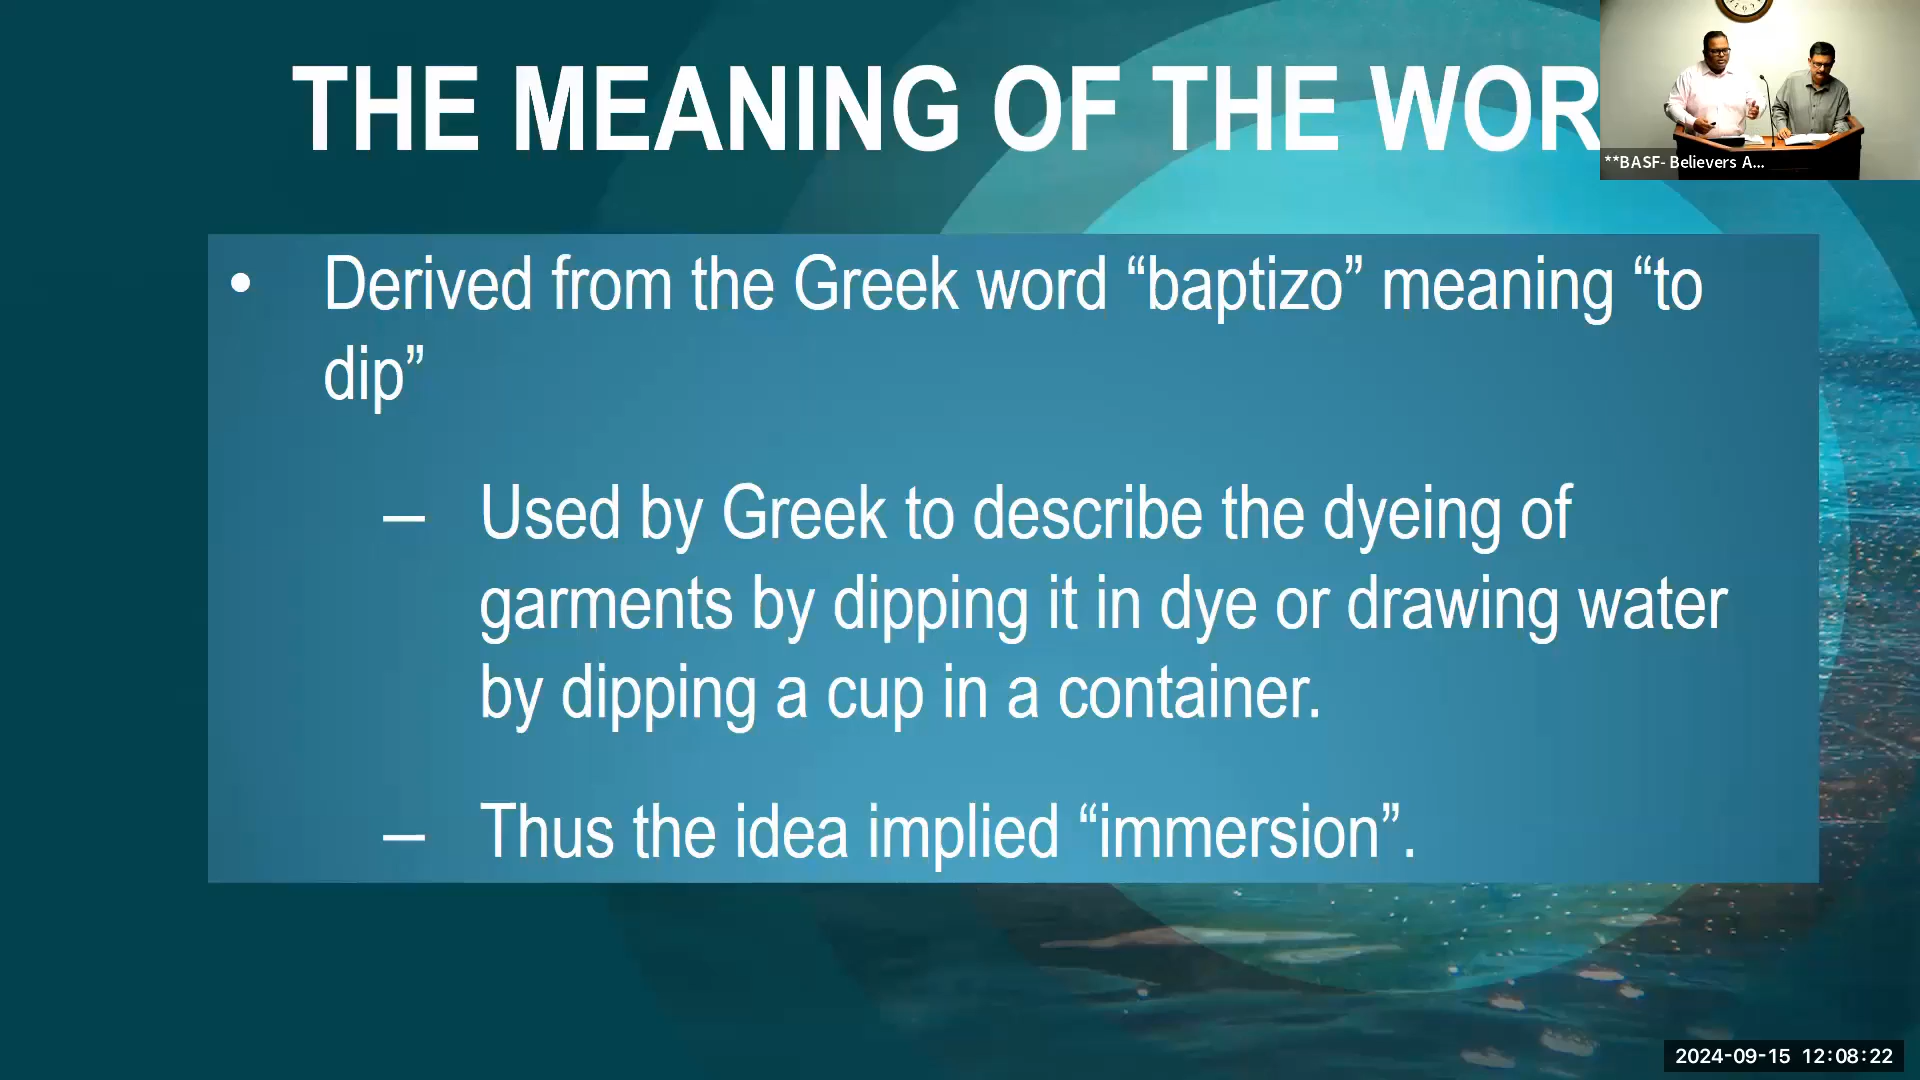 THE MEANING OF THE WOR
**BASF- Believers A...
• Derived from the Greek word “baptizo” meaning “to
dip”
– Used by Greek to describe the dyeing of
garments by dipping it in dye or drawing water
by dipping a cup in a container.
– Thus the idea implied “immersion”.
2024-09-15 12:08:22